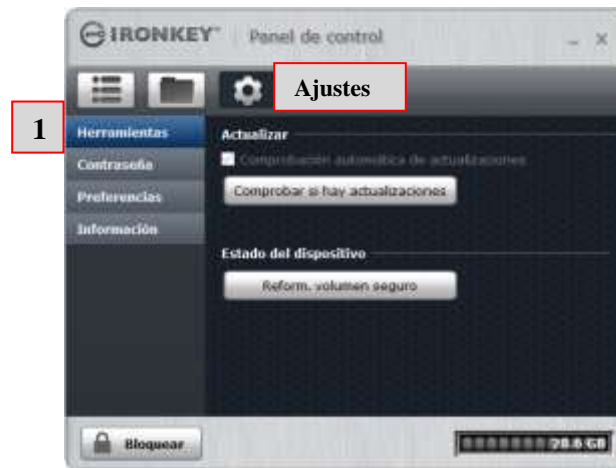 IRONKEY™ Panel de control
Ajustes
1
Herramientas
Contraseña
Preferencias
Información
Actualizar
Comprobación automática de actualizaciones
Comprobar si hay actualizaciones
Estado del dispositivo
Reform. volumen seguro
Bloquear
28.6 GB